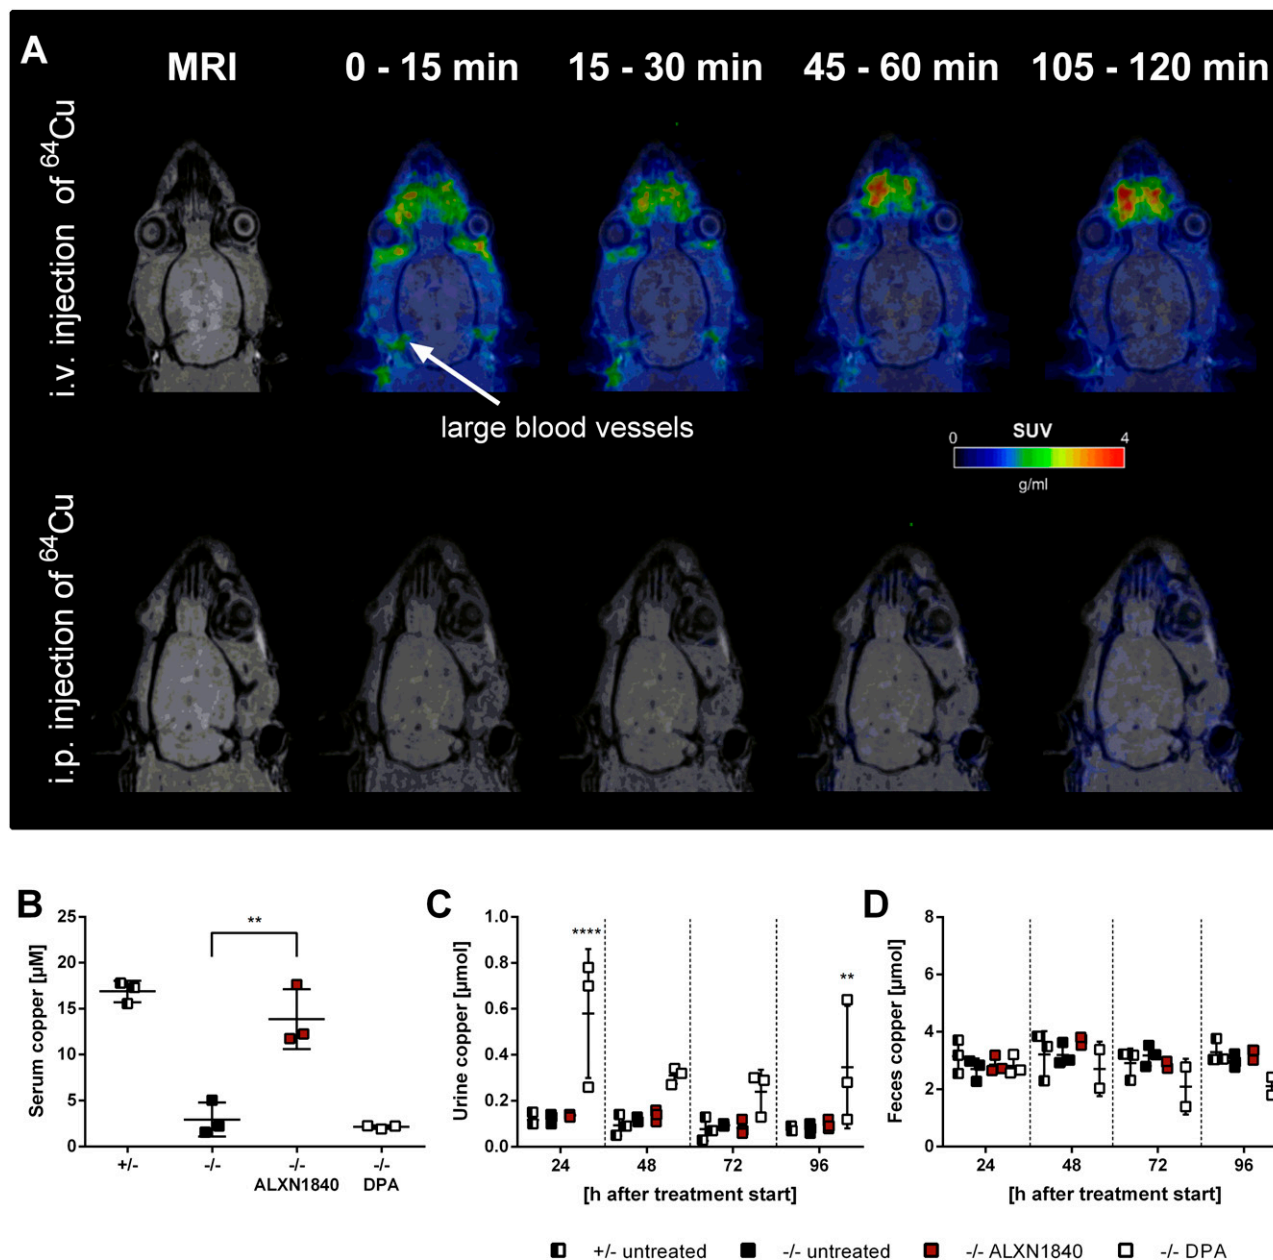 A
MRI
0 - 15 min
15 - 30 min
45 - 60 min
105 - 120 min
i.v. injection of ⁶⁴Cu
large blood vessels
0
SUV
4
g/ml
i.p. injection of ⁶⁴Cu
B
Serum copper [µM]
25
20
15
10
5
0
**
+/-
-/-
-/-
ALXN1840
-/-
DPA
C
Urine copper [µmol]
1.0
0.8
0.6
0.4
0.2
0.0
****
**
24
48
72
96
[h after treatment start]
D
Feces copper [µmol]
8
6
4
2
0
24
48
72
96
[h after treatment start]
+/- untreated
-/- untreated
-/- ALXN1840
-/- DPA